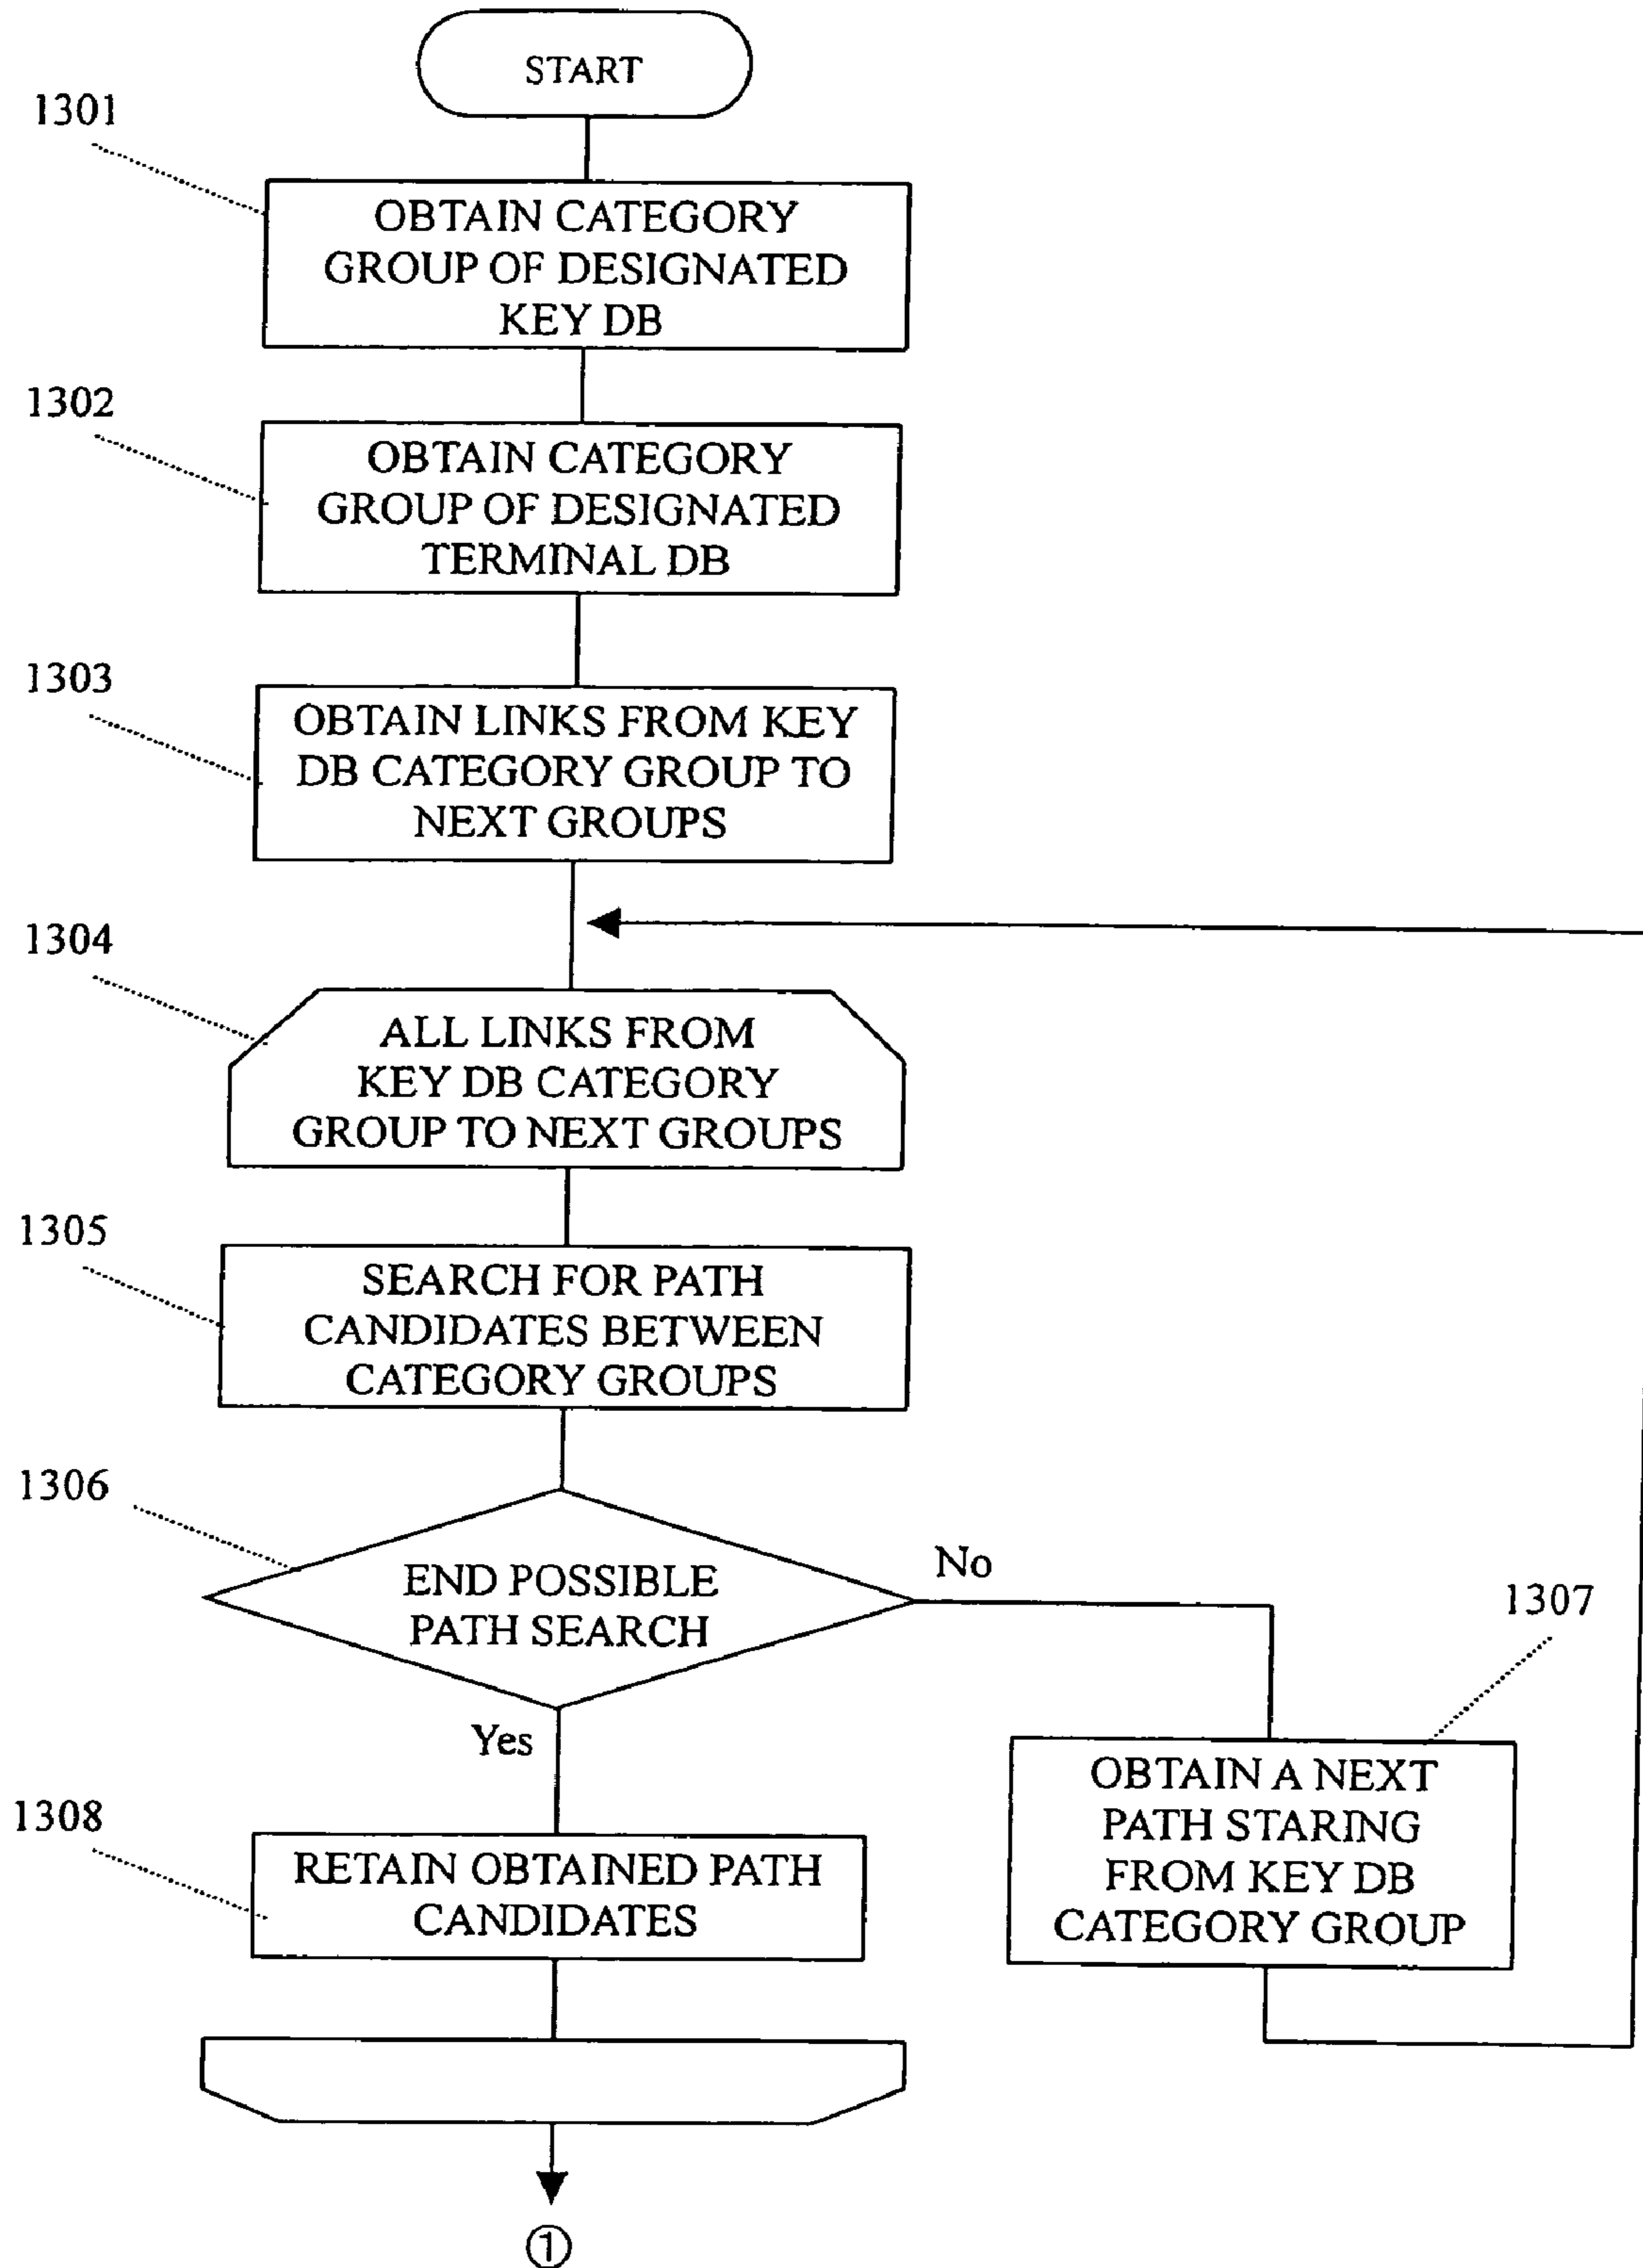 START
1301
OBTAIN CATEGORY
GROUP OF DESIGNATED
KEY DB
1302
OBTAIN CATEGORY
GROUP OF DESIGNATED
TERMINAL DB
1303
OBTAIN LINKS FROM KEY
DB CATEGORY GROUP TO
NEXT GROUPS
1304
ALL LINKS FROM
KEY DB CATEGORY
GROUP TO NEXT GROUPS
1305
SEARCH FOR PATH
CANDIDATES BETWEEN
CATEGORY GROUPS
1306
END POSSIBLE
PATH SEARCH
No
Yes
1307
OBTAIN A NEXT
PATH STARING
FROM KEY DB
CATEGORY GROUP
1308
RETAIN OBTAINED PATH
CANDIDATES
①